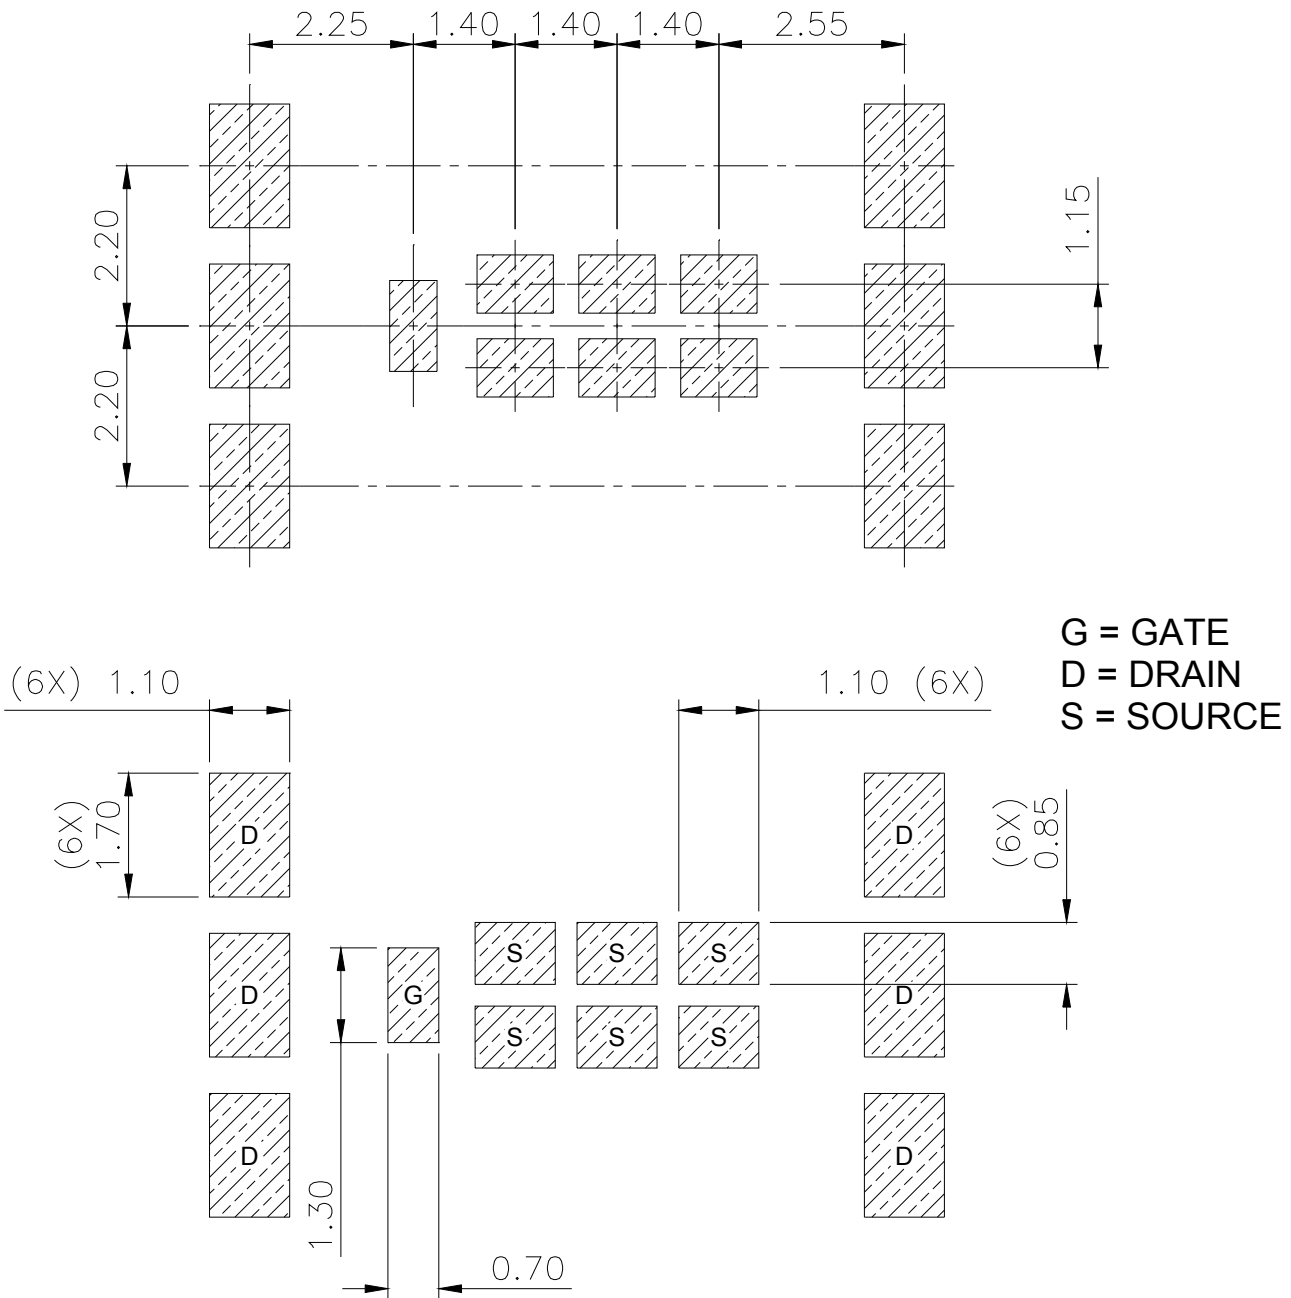 2.25 1.40 1.40 1.40 2.55
2.20
1.15
2.20
G = GATE
D = DRAIN
S = SOURCE
(6X) 1.10
1.10 (6X)
(6X)
1.70
(6X)
0.85
D
D
S S S
D
G
D
S S S
D
D
1.30
0.70